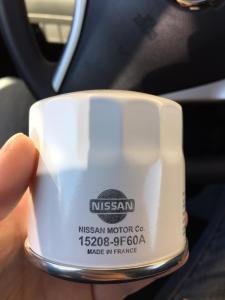 NISSAN
NISSAN MOTOR Co.
15208-9F60A
MADE IN FRANCE